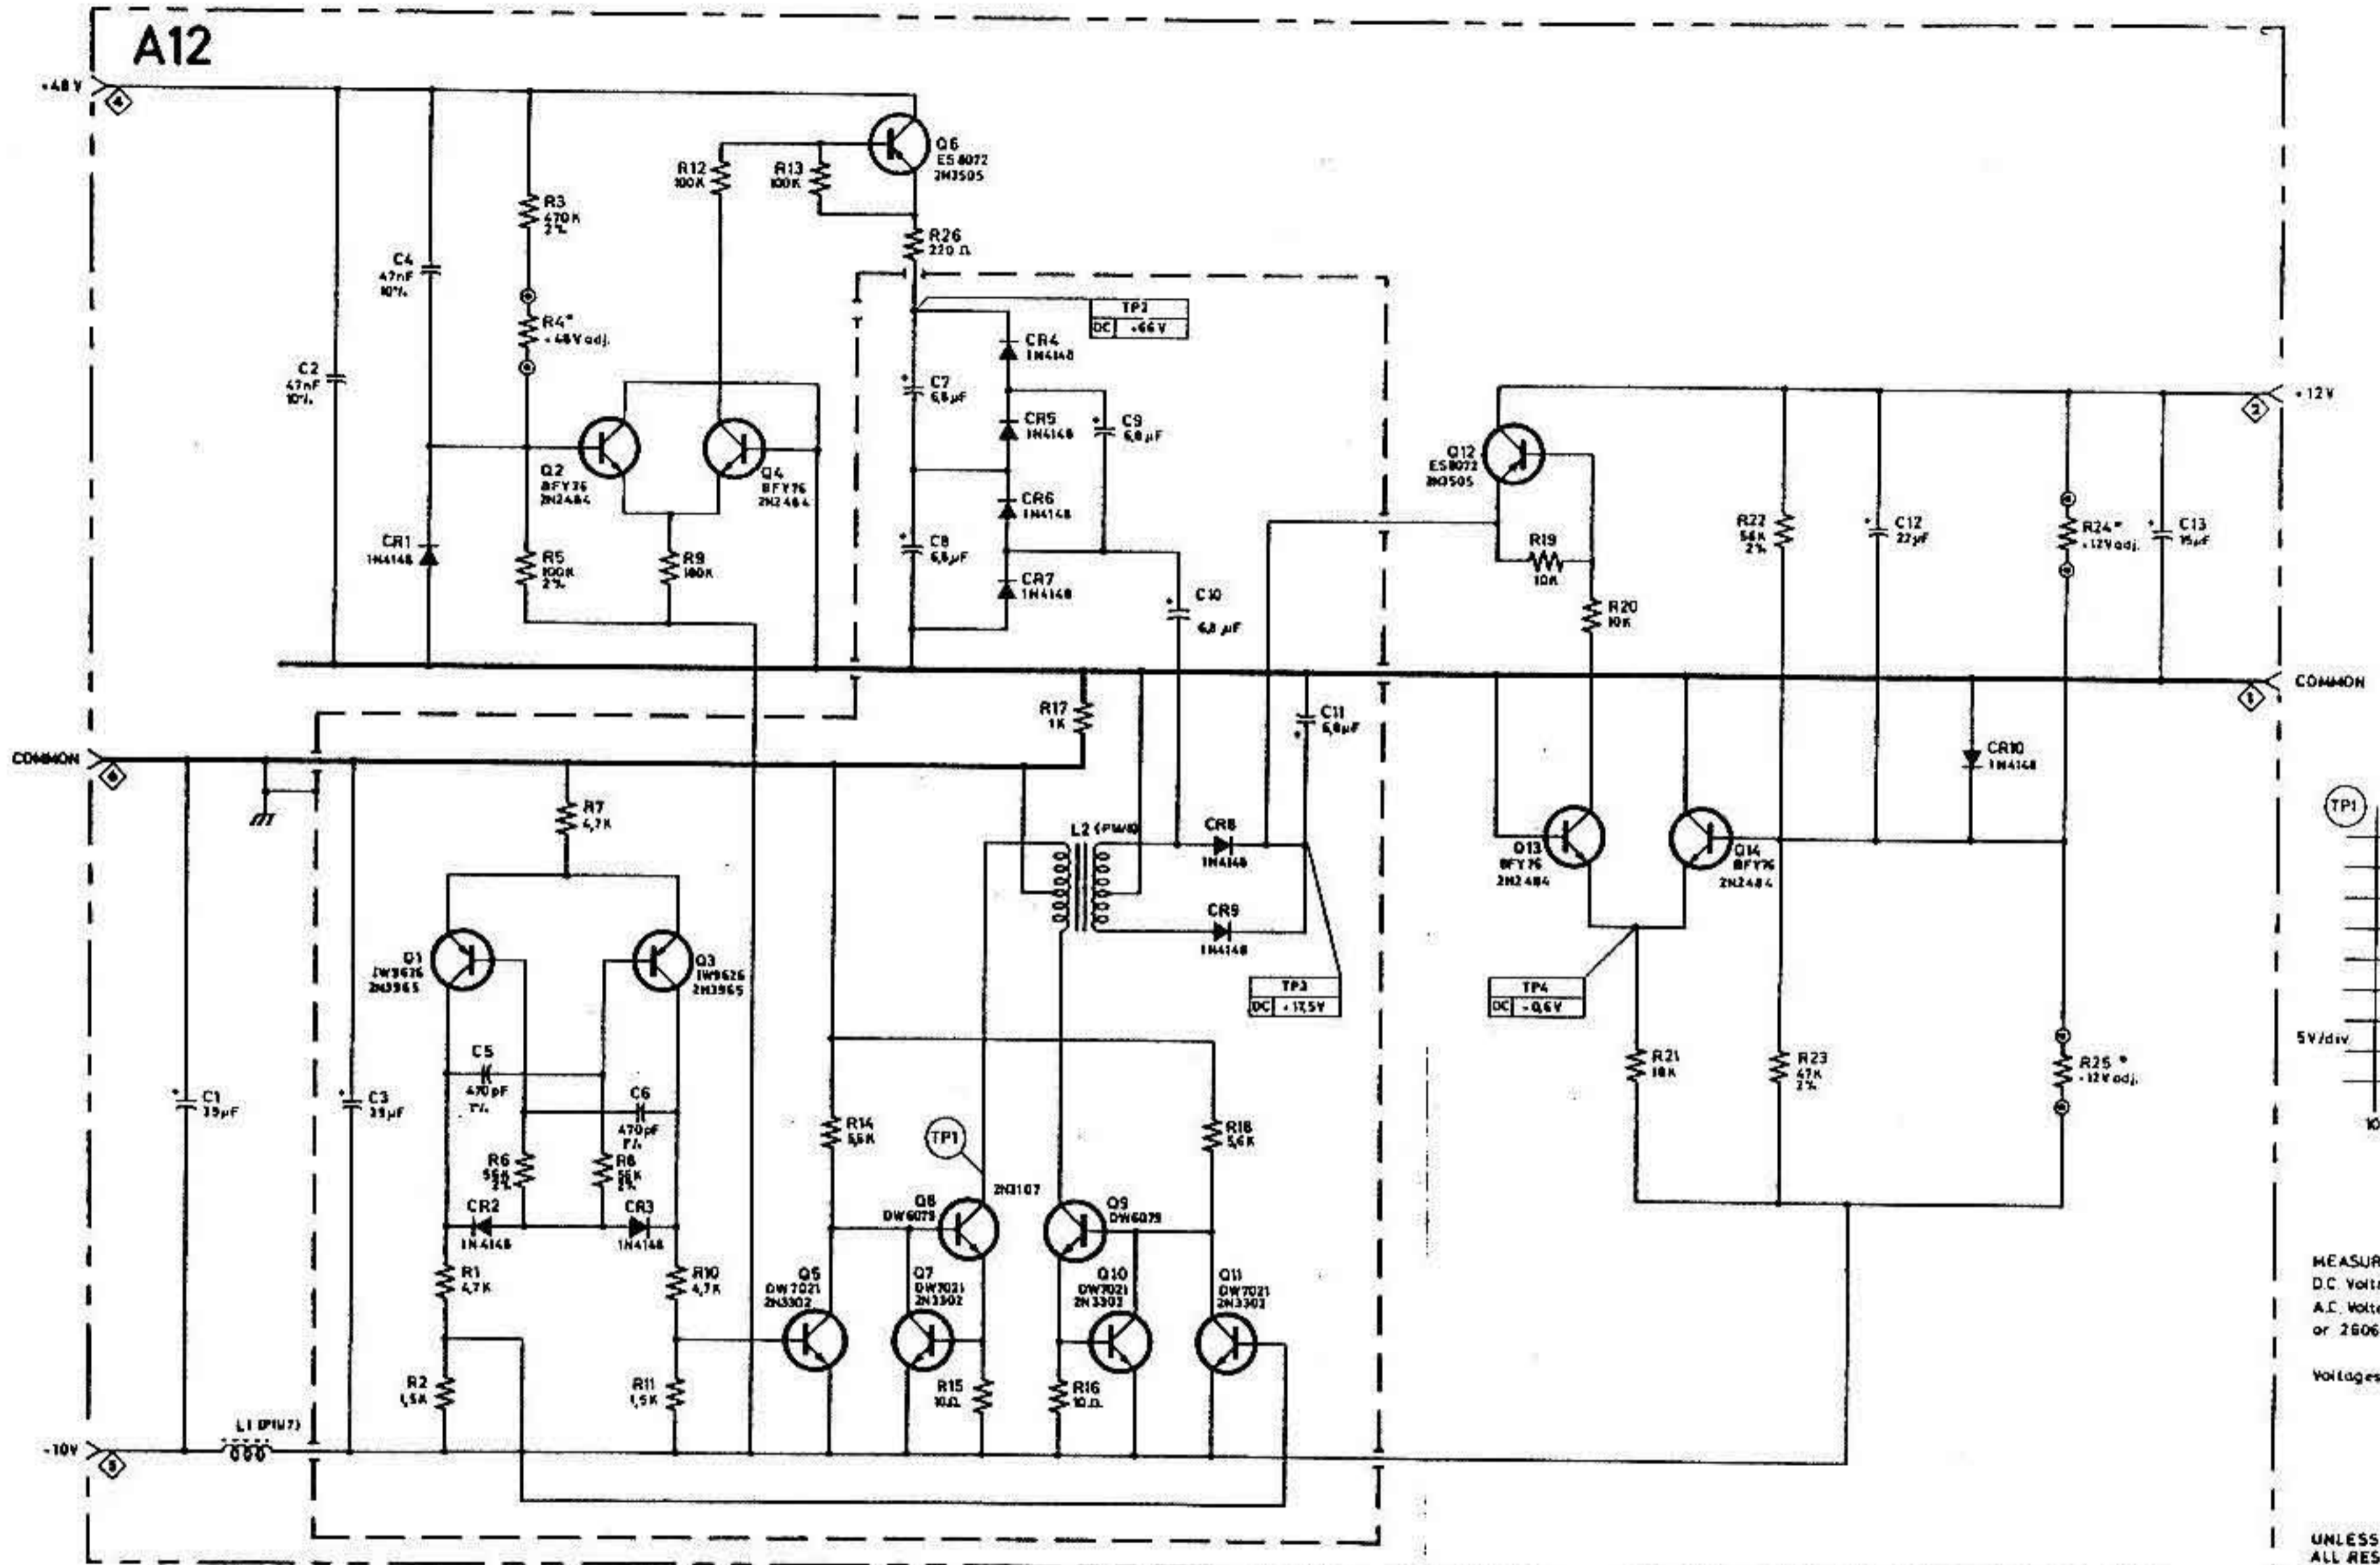 A12
+48 V
4
Q6
ES 8072
2N3505
R12
100K
R13
100K
R3
470K
2%
R26
220 Ω
C4
47nF
10%
R4*
+48V adj.
TP2
DC +66 V
CR4
1N4148
C2
47nF
10%
C7
6,8µF
CR5
1N4148
C9
6,8µF
+12V
2
Q2
BFY76
2N2484
Q4
BFY76
2N2484
Q12
ES8072
2N3505
CR6
1N4148
CR1
1N4148
R5
100K
2%
R9
180K
C8
6,8µF
CR7
1N4148
C10
6,8 µF
R19
10K
R20
10K
R22
56K
2%
C12
22µF
R24*
+12V adj.
C13
15µF
COMMON
R17
1K
C11
6,8µF
COMMON
6
R7
4,7K
CR10
1N4148
TP1
L2
CR8
1N4148
Q13
BFY76
2N2484
Q14
BFY76
2N2484
CR9
1N4148
Q1
2N3965
Q3
2N3965
TP3
DC +17,5V
TP4
DC -0,6V
C5
470pF
C6
470pF
C1
39µF
C3
39µF
R21
18K
R23
47K
2%
R25*
-12V adj.
5V/div
10
R14
5,6K
TP1
R18
5,6K
R6
56K
2%
R8
56K
2%
2N3107
CR2
1N4148
CR3
1N4148
Q8
DW6079
Q9
DW6079
R1
4,7K
R10
4,7K
Q5
DW7021
2N3302
Q7
DW7021
2N3302
Q10
DW7021
2N3302
Q11
DW7021
2N3302
R2
1,5K
R11
1,5K
R15
10Ω
R16
10Ω
L1
-10V
MEASUR
D.C. Volt
A.C. Volt
or 2606
Voltages
UNLESS
ALL RES